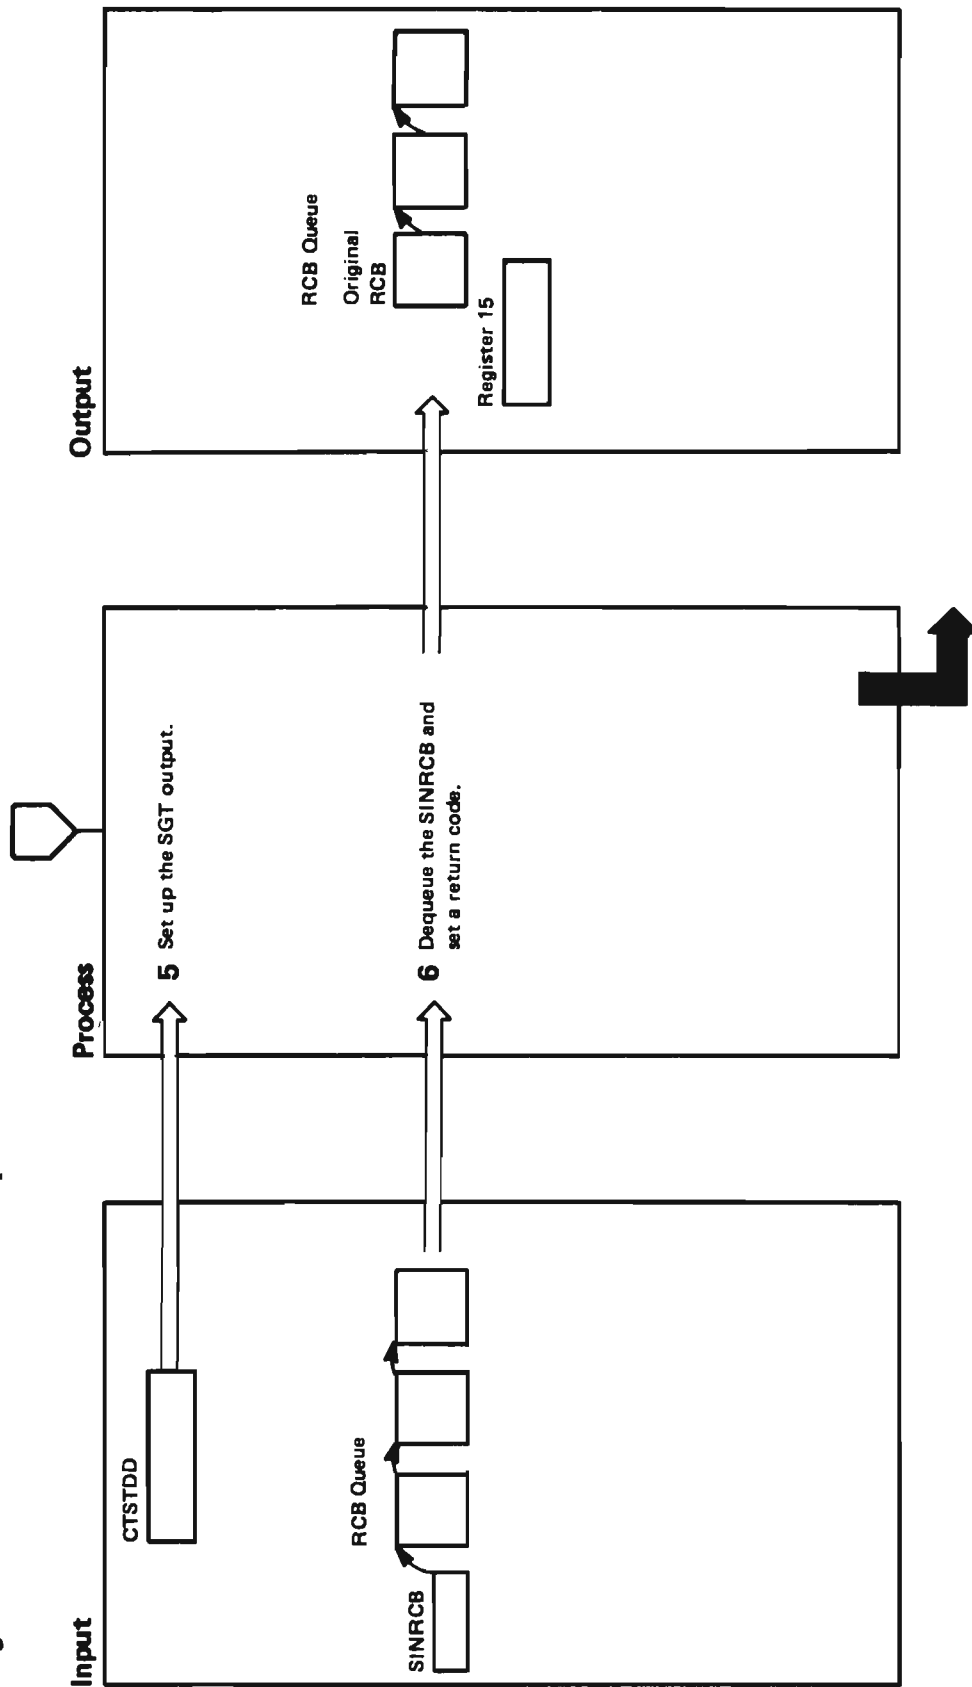 Input
CTSTDD
RCB Queue
SINRCB
Process
5 Set up the SGT output.
6 Dequeue the SINRCB and
set a return code.
Output
RCB Queue
Original
RCB
Register 15